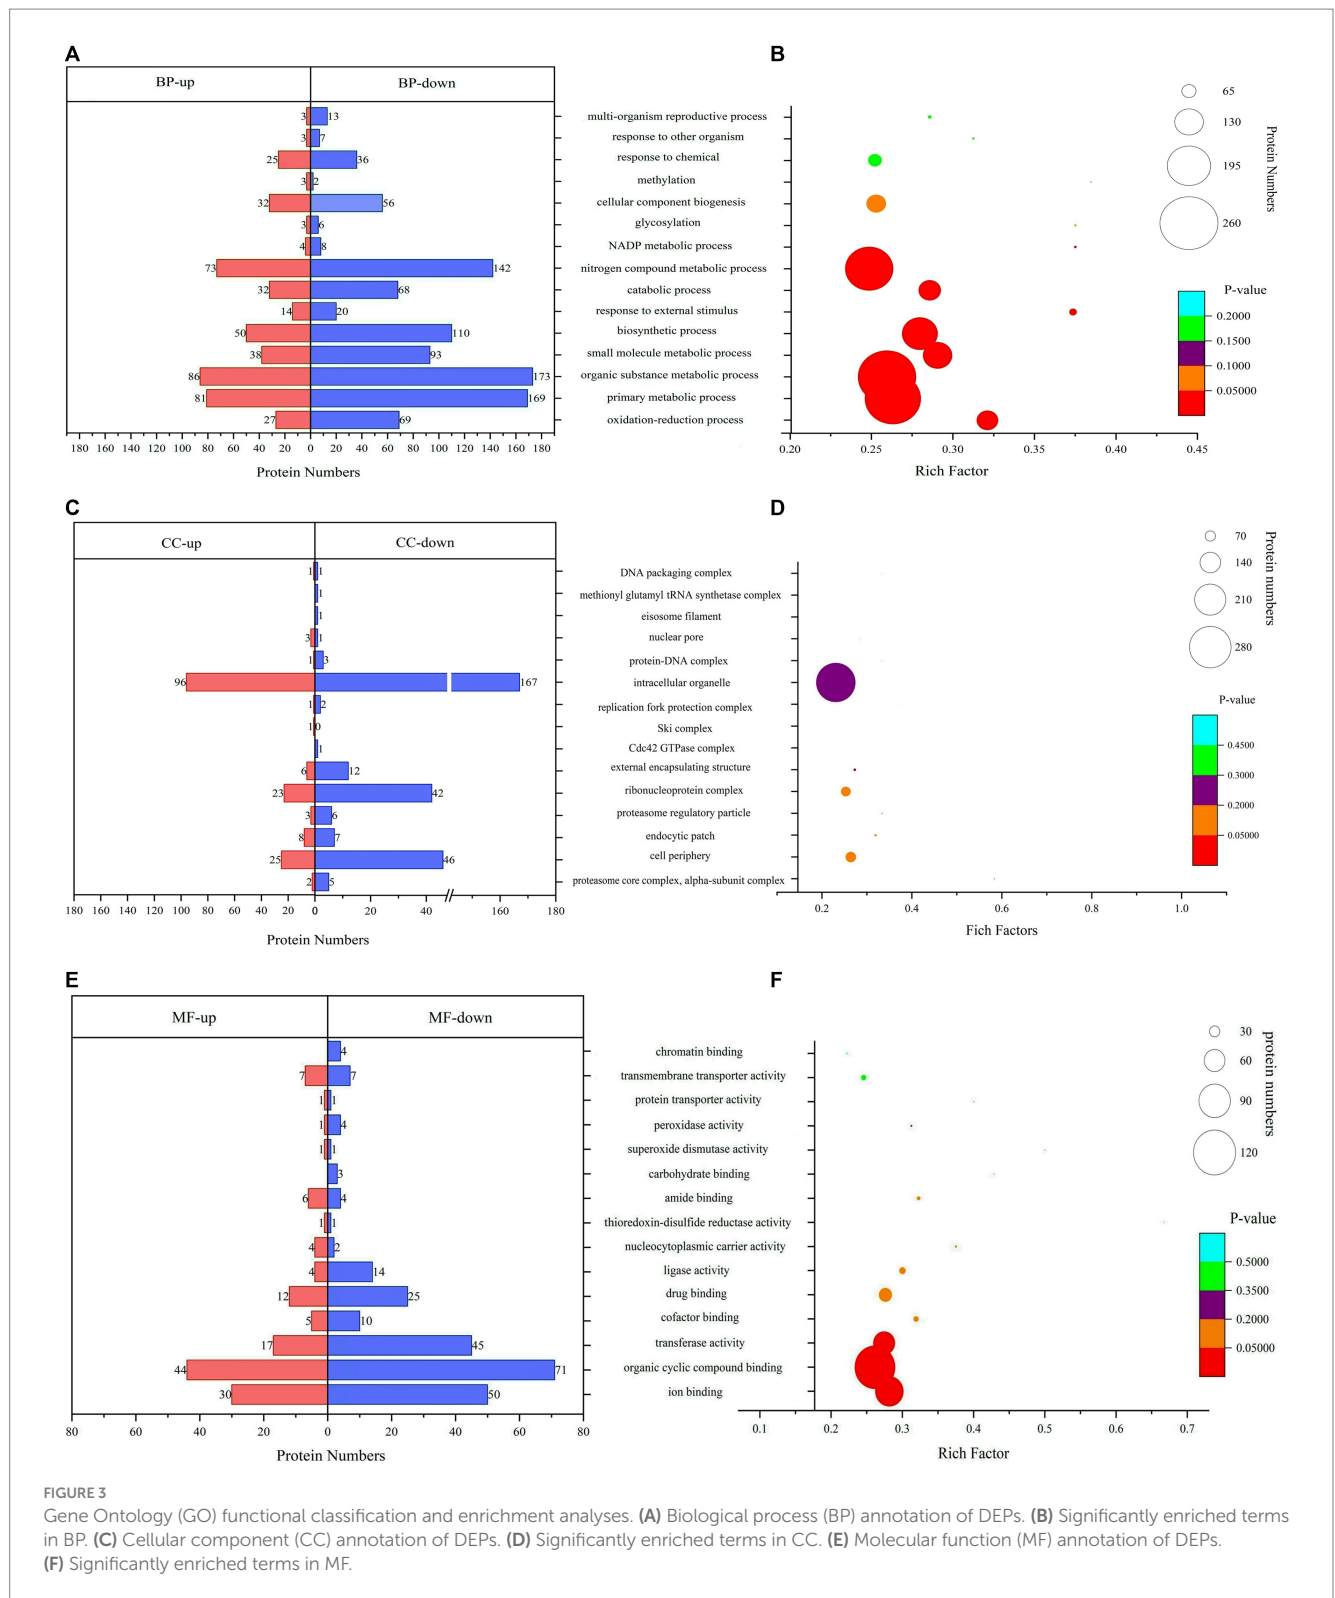 A
BP-up
BP-down
3 13
3 7
25 36
3 2
32 56
3 6
4 8
73 142
32 68
14 20
50 110
38 93
86 173
81 169
27 69
180 160 140 120 100 80 60 40 20 0 20 40 60 80 100 120 140 160 180
Protein Numbers
multi-organism reproductive process
response to other organism
response to chemical
methylation
cellular component biogenesis
glycosylation
NADP metabolic process
nitrogen compound metabolic process
catabolic process
response to external stimulus
biosynthetic process
small molecule metabolic process
organic substance metabolic process
primary metabolic process
oxidation-reduction process
B
0.20 0.25 0.30 0.35 0.40 0.45
Rich Factor
65
130
195
260
Protein Numbers
P-value
0.2000
0.1500
0.1000
0.05000
C
CC-up
CC-down
1 1
1
1
3 1
1 3
96 167
1 2
1 0
1
6 12
23 42
3 6
8 7
25 46
2 5
180 160 140 120 100 80 60 40 20 0 20 40 160 180
Protein Numbers
DNA packaging complex
methionyl glutamyl tRNA synthetase complex
eisosome filament
nuclear pore
protein-DNA complex
intracellular organelle
replication fork protection complex
Ski complex
Cdc42 GTPase complex
external encapsulating structure
ribonucleoprotein complex
proteasome regulatory particle
endocytic patch
cell periphery
proteasome core complex, alpha-subunit complex
D
0.2 0.4 0.6 0.8 1.0
Fich Factors
70
140
210
280
Protein numbers
P-value
0.4500
0.3000
0.2000
0.05000
E
MF-up
MF-down
4
7 7
1 1
1 4
1 1
3
6 4
1 1
4 2
4 14
12 25
5 10
17 45
44 71
30 50
80 60 40 20 0 20 40 60 80
Protein Numbers
chromatin binding
transmembrane transporter activity
protein transporter activity
peroxidase activity
superoxide dismutase activity
carbohydrate binding
amide binding
thioredoxin-disulfide reductase activity
nucleocytoplasmic carrier activity
ligase activity
drug binding
cofactor binding
transferase activity
organic cyclic compound binding
ion binding
F
0.1 0.2 0.3 0.4 0.5 0.6 0.7
Rich Factor
30
60
90
120
protein numbers
P-value
0.5000
0.3500
0.2000
0.05000
FIGURE 3
Gene Ontology (GO) functional classification and enrichment analyses. (A) Biological process (BP) annotation of DEPs. (B) Significantly enriched terms
in BP. (C) Cellular component (CC) annotation of DEPs. (D) Significantly enriched terms in CC. (E) Molecular function (MF) annotation of DEPs.
(F) Significantly enriched terms in MF.